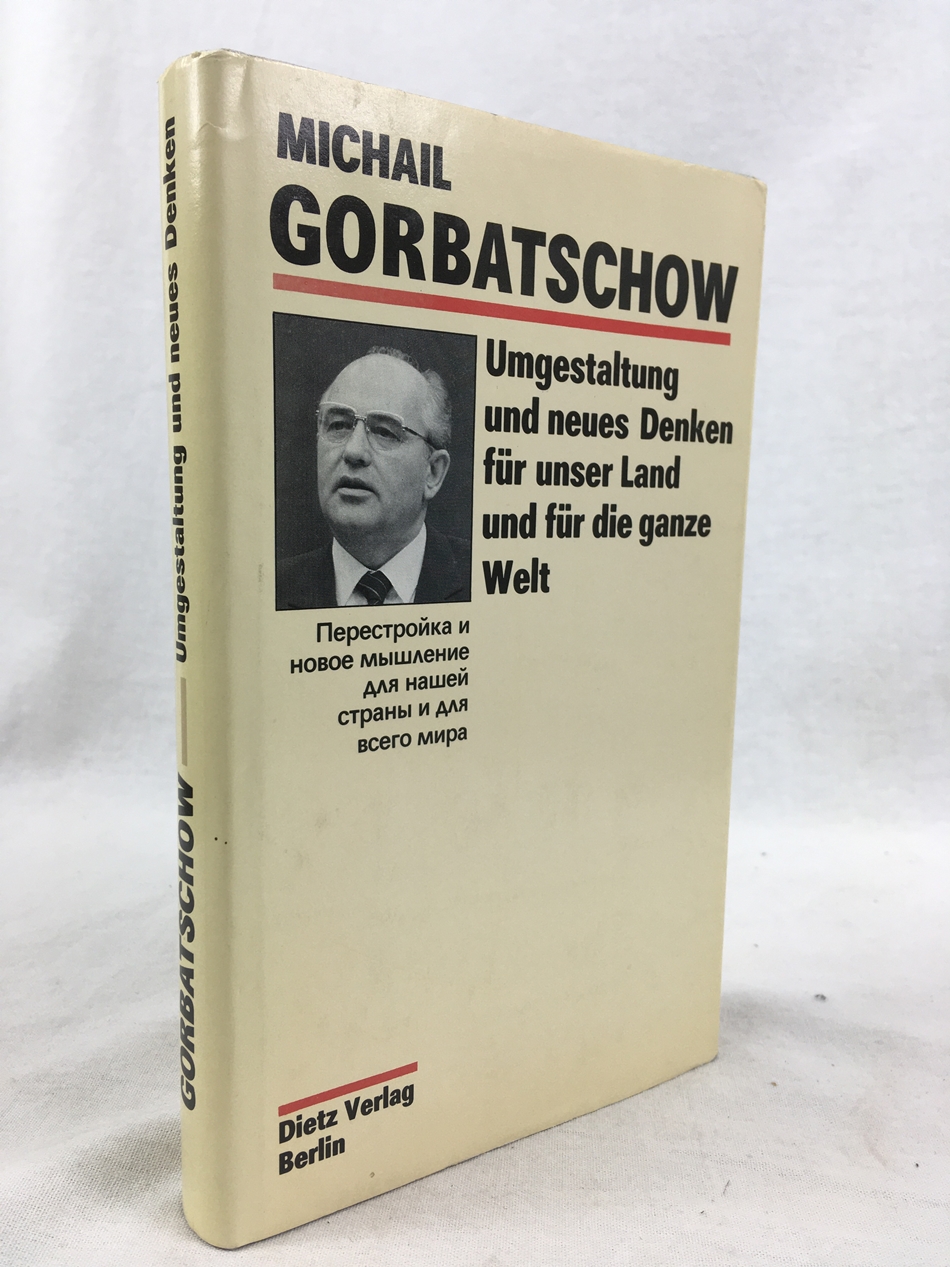 MICHAIL
GORBATSCHOW
Umgestaltung
und neues Denken
für unser Land
und für die ganze
Welt
Перестройка и
новое мышление
для нашей
страны и для
всего мира
Dietz Verlag
Berlin
GORBATSCHOW — Umgestaltung und neues Denken